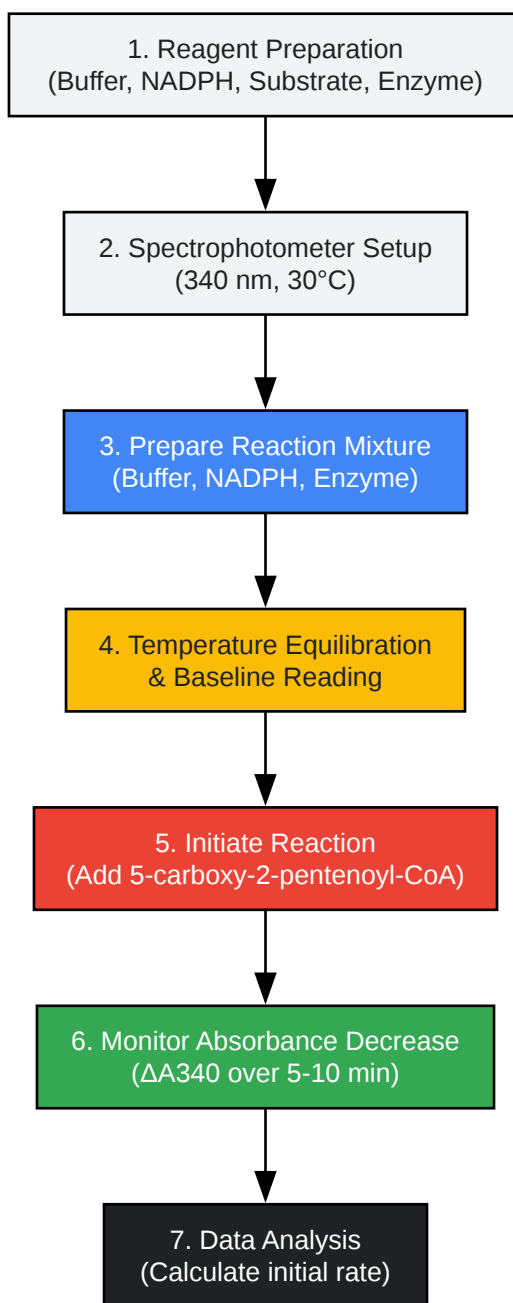 1. Reagent Preparation
(Buffer, NADPH, Substrate, Enzyme)
2. Spectrophotometer Setup
(340 nm, 30°C)
3. Prepare Reaction Mixture
(Buffer, NADPH, Enzyme)
4. Temperature Equilibration
& Baseline Reading
5. Initiate Reaction
(Add 5-carboxy-2-pentenoyl-CoA)
6. Monitor Absorbance Decrease
(ΔA340 over 5-10 min)
7. Data Analysis
(Calculate initial rate)